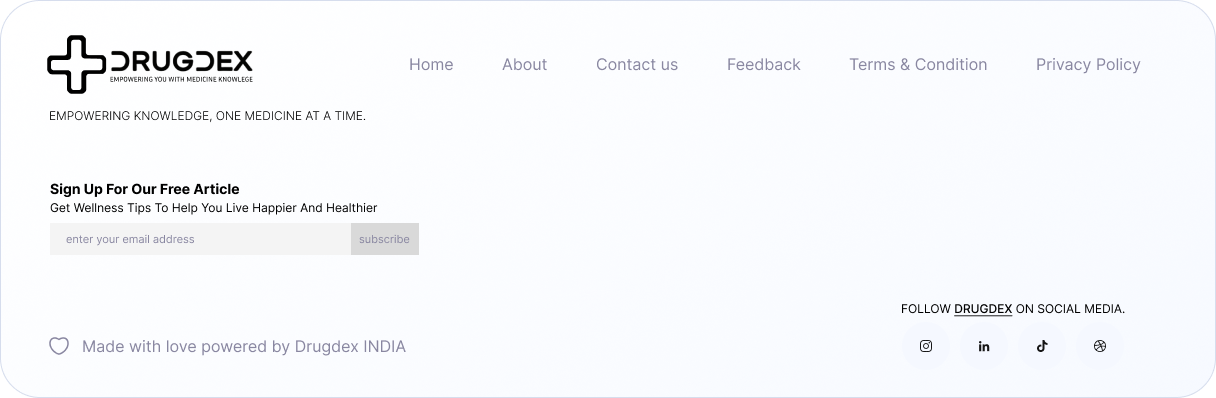 DRUGDEX
EMPOWERING YOU WITH MEDICINE KNOWLEGE
Home About Contact us Feedback Terms & Condition Privacy Policy
EMPOWERING KNOWLEDGE, ONE MEDICINE AT A TIME.
Sign Up For Our Free Article
Get Wellness Tips To Help You Live Happier And Healthier
enter your email address subscribe
FOLLOW DRUGDEX ON SOCIAL MEDIA.
Made with love powered by Drugdex INDIA
in